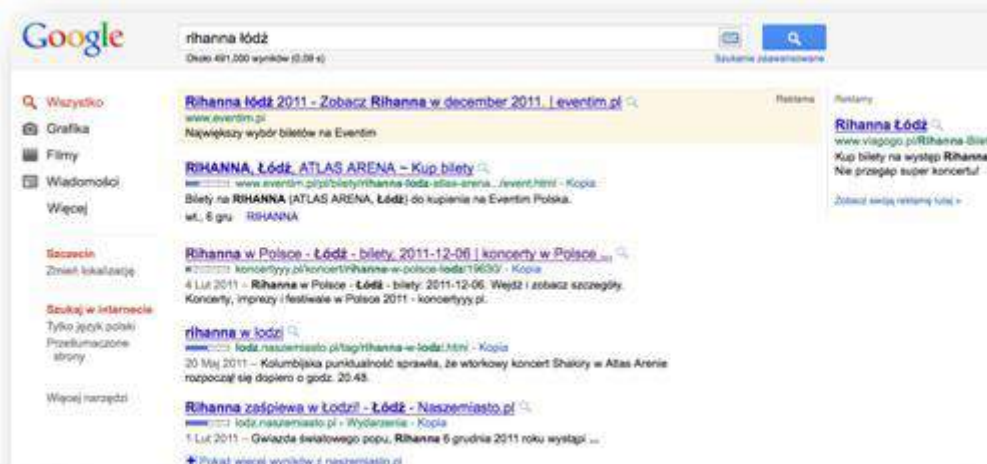 Google
rihanna łódź
Około 491,000 wyników (0,09 s)
Szukanie zaawansowane
Wszystko
Grafika
Filmy
Wiadomości
Więcej
Szczecin
Zmień lokalizację
Szukaj w internecie
Tylko język polski
Przetłumaczone
strony
Więcej narzędzi
Rihanna łódź 2011 - Zobacz Rihanna w december 2011. | eventim.pl
Reklama
www.eventim.pl
Największy wybór biletów na Eventim
RIHANNA, Łódź, ATLAS ARENA ~ Kup bilety
www.eventim.pl/pl/bilety/rihanna-lodz-atlas-arena.../event.html - Kopia
Bilety na RIHANNA (ATLAS ARENA, Łódź) do kupienia na Eventim Polska.
wt., 6 gru RIHANNA
Rihanna w Polsce - Łódź - bilety, 2011-12-06 | koncerty w Polsce ...
koncertyyy.pl/koncert/rihanna-w-polsce-lodz/19630/ - Kopia
4 Lut 2011 – Rihanna w Polsce - Łódź - bilety. 2011-12-06. Wejdź i zobacz szczegóły.
Koncerty, imprezy i festiwale w Polsce 2011 - koncertyyy.pl.
rihanna w lodzi
lodz.naszemiasto.pl/tag/rihanna-w-lodzi.html - Kopia
20 Maj 2011 – Kolumbijska punktualność sprawiła, że wtorkowy koncert Shakiry w Atlas Arenie
rozpoczął się dopiero o godz. 20.48.
Rihanna zaśpiewa w Łodzi! - Łódź - Naszemiasto.pl
lodz.naszemiasto.pl › Wydarzenia - Kopia
1 Lut 2011 – Gwiazda światowego popu, Rihanna 6 grudnia 2011 roku wystąpi ...
Pokaż więcej wyników z naszemiasto.pl
Reklamy
Rihanna Łódź
www.viagogo.pl/Rihanna-Bilet
Kup bilety na występ Rihanna
Nie przegap super koncertu!
Zobacz swoją reklamę tutaj »